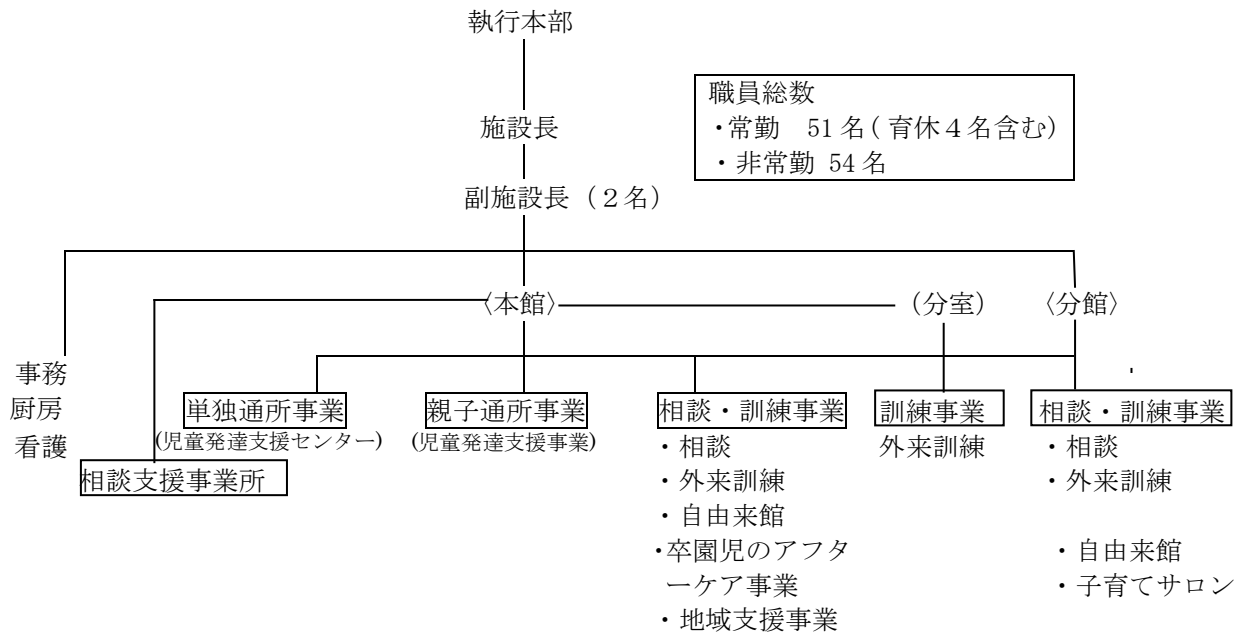 執行本部
職員総数
・常勤 51名(育休4名含む)
・非常勤 54名
施設長
副施設長(2名)
〈本館〉
(分室)
〈分館〉
事務
厨房
看護
単独通所事業
(児童発達支援センター)
親子通所事業
(児童発達支援事業)
相談・訓練事業
・相談
・外来訓練
・自由来館
・卒園児のアフタ
ーケア事業
・地域支援事業
訓練事業
外来訓練
相談・訓練事業
・相談
・外来訓練
・自由来館
・子育てサロン
相談支援事業所